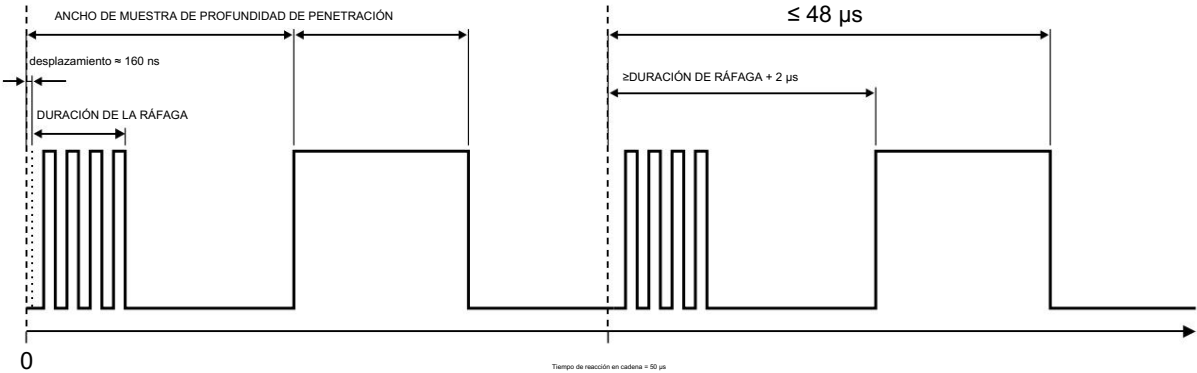 ANCHO DE MUESTRA DE PROFUNDIDAD DE PENETRACIÓN
≤ 48 µs
desplazamiento ≈ 160 ns
≥DURACIÓN DE RÁFAGA + 2 µs
DURACIÓN DE LA RÁFAGA
0
Tiempo de reacción en cadena = 50 µs